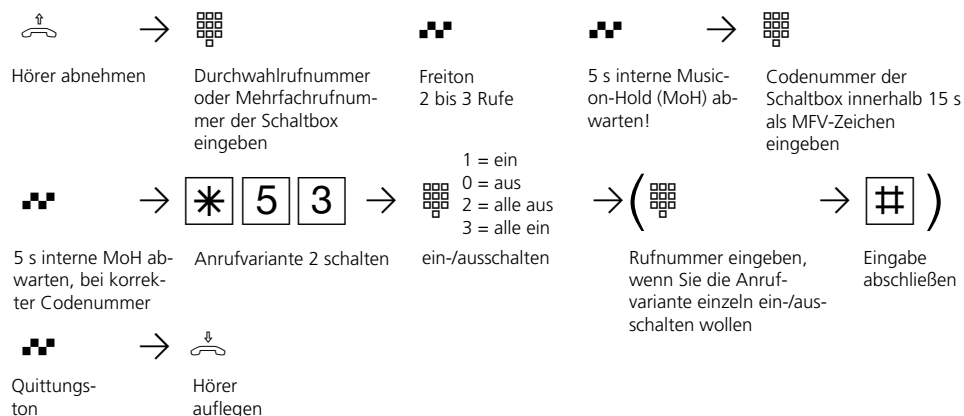 Hörer abnehmen
Durchwahlrufnummer
oder Mehrfachrufnum-
mer der Schaltbox
eingeben
Freiton
2 bis 3 Rufe
5 s interne Music-
on-Hold (MoH) ab-
warten!
Codenummer der
Schaltbox innerhalb 15 s
als MFV-Zeichen
eingeben
* 5 3
1 = ein
0 = aus
2 = alle aus
3 = alle ein
( # )
5 s interne MoH ab-
warten, bei korrek-
ter Codenummer
Anrufvariante 2 schalten
ein-/ausschalten
Rufnummer eingeben,
wenn Sie die Anruf-
variante einzeln ein-/aus-
schalten wollen
Eingabe
abschließen
Quittungs-
ton
Hörer
auflegen